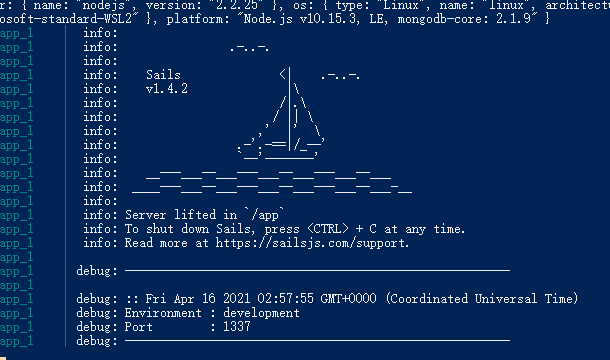 r: { name: "nodejs", version: "2.2.25" }, os: { type: "Linux", name: "linux", architectu
osoft-standard-WSL2" }, platform: "Node.js v10.15.3, LE, mongodb-core: 2.1.9" }
app_1 | info:
app_1 | info: .-..-.
app_1 | info:
app_1 | info: Sails <| .-..-.
app_1 | info: v1.4.2 |\
app_1 | info: /|.\
app_1 | info: / || \
app_1 | info: ,' |' \
app_1 | info: .-'.-==|/_--'
app_1 | info: `--'-------'
app_1 | info: __---___--___---___--___---___--___
app_1 | info: ____---___--___---___--___---___--___-__
app_1 | info:
app_1 | info: Server lifted in `/app`
app_1 | info: To shut down Sails, press <CTRL> + C at any time.
app_1 | info: Read more at https://sailsjs.com/support.
app_1 |
app_1 | debug: -------------------------------------------------------
app_1 |
app_1 | debug: :: Fri Apr 16 2021 02:57:55 GMT+0000 (Coordinated Universal Time)
app_1 | debug: Environment : development
app_1 | debug: Port : 1337
app_1 | debug: -------------------------------------------------------